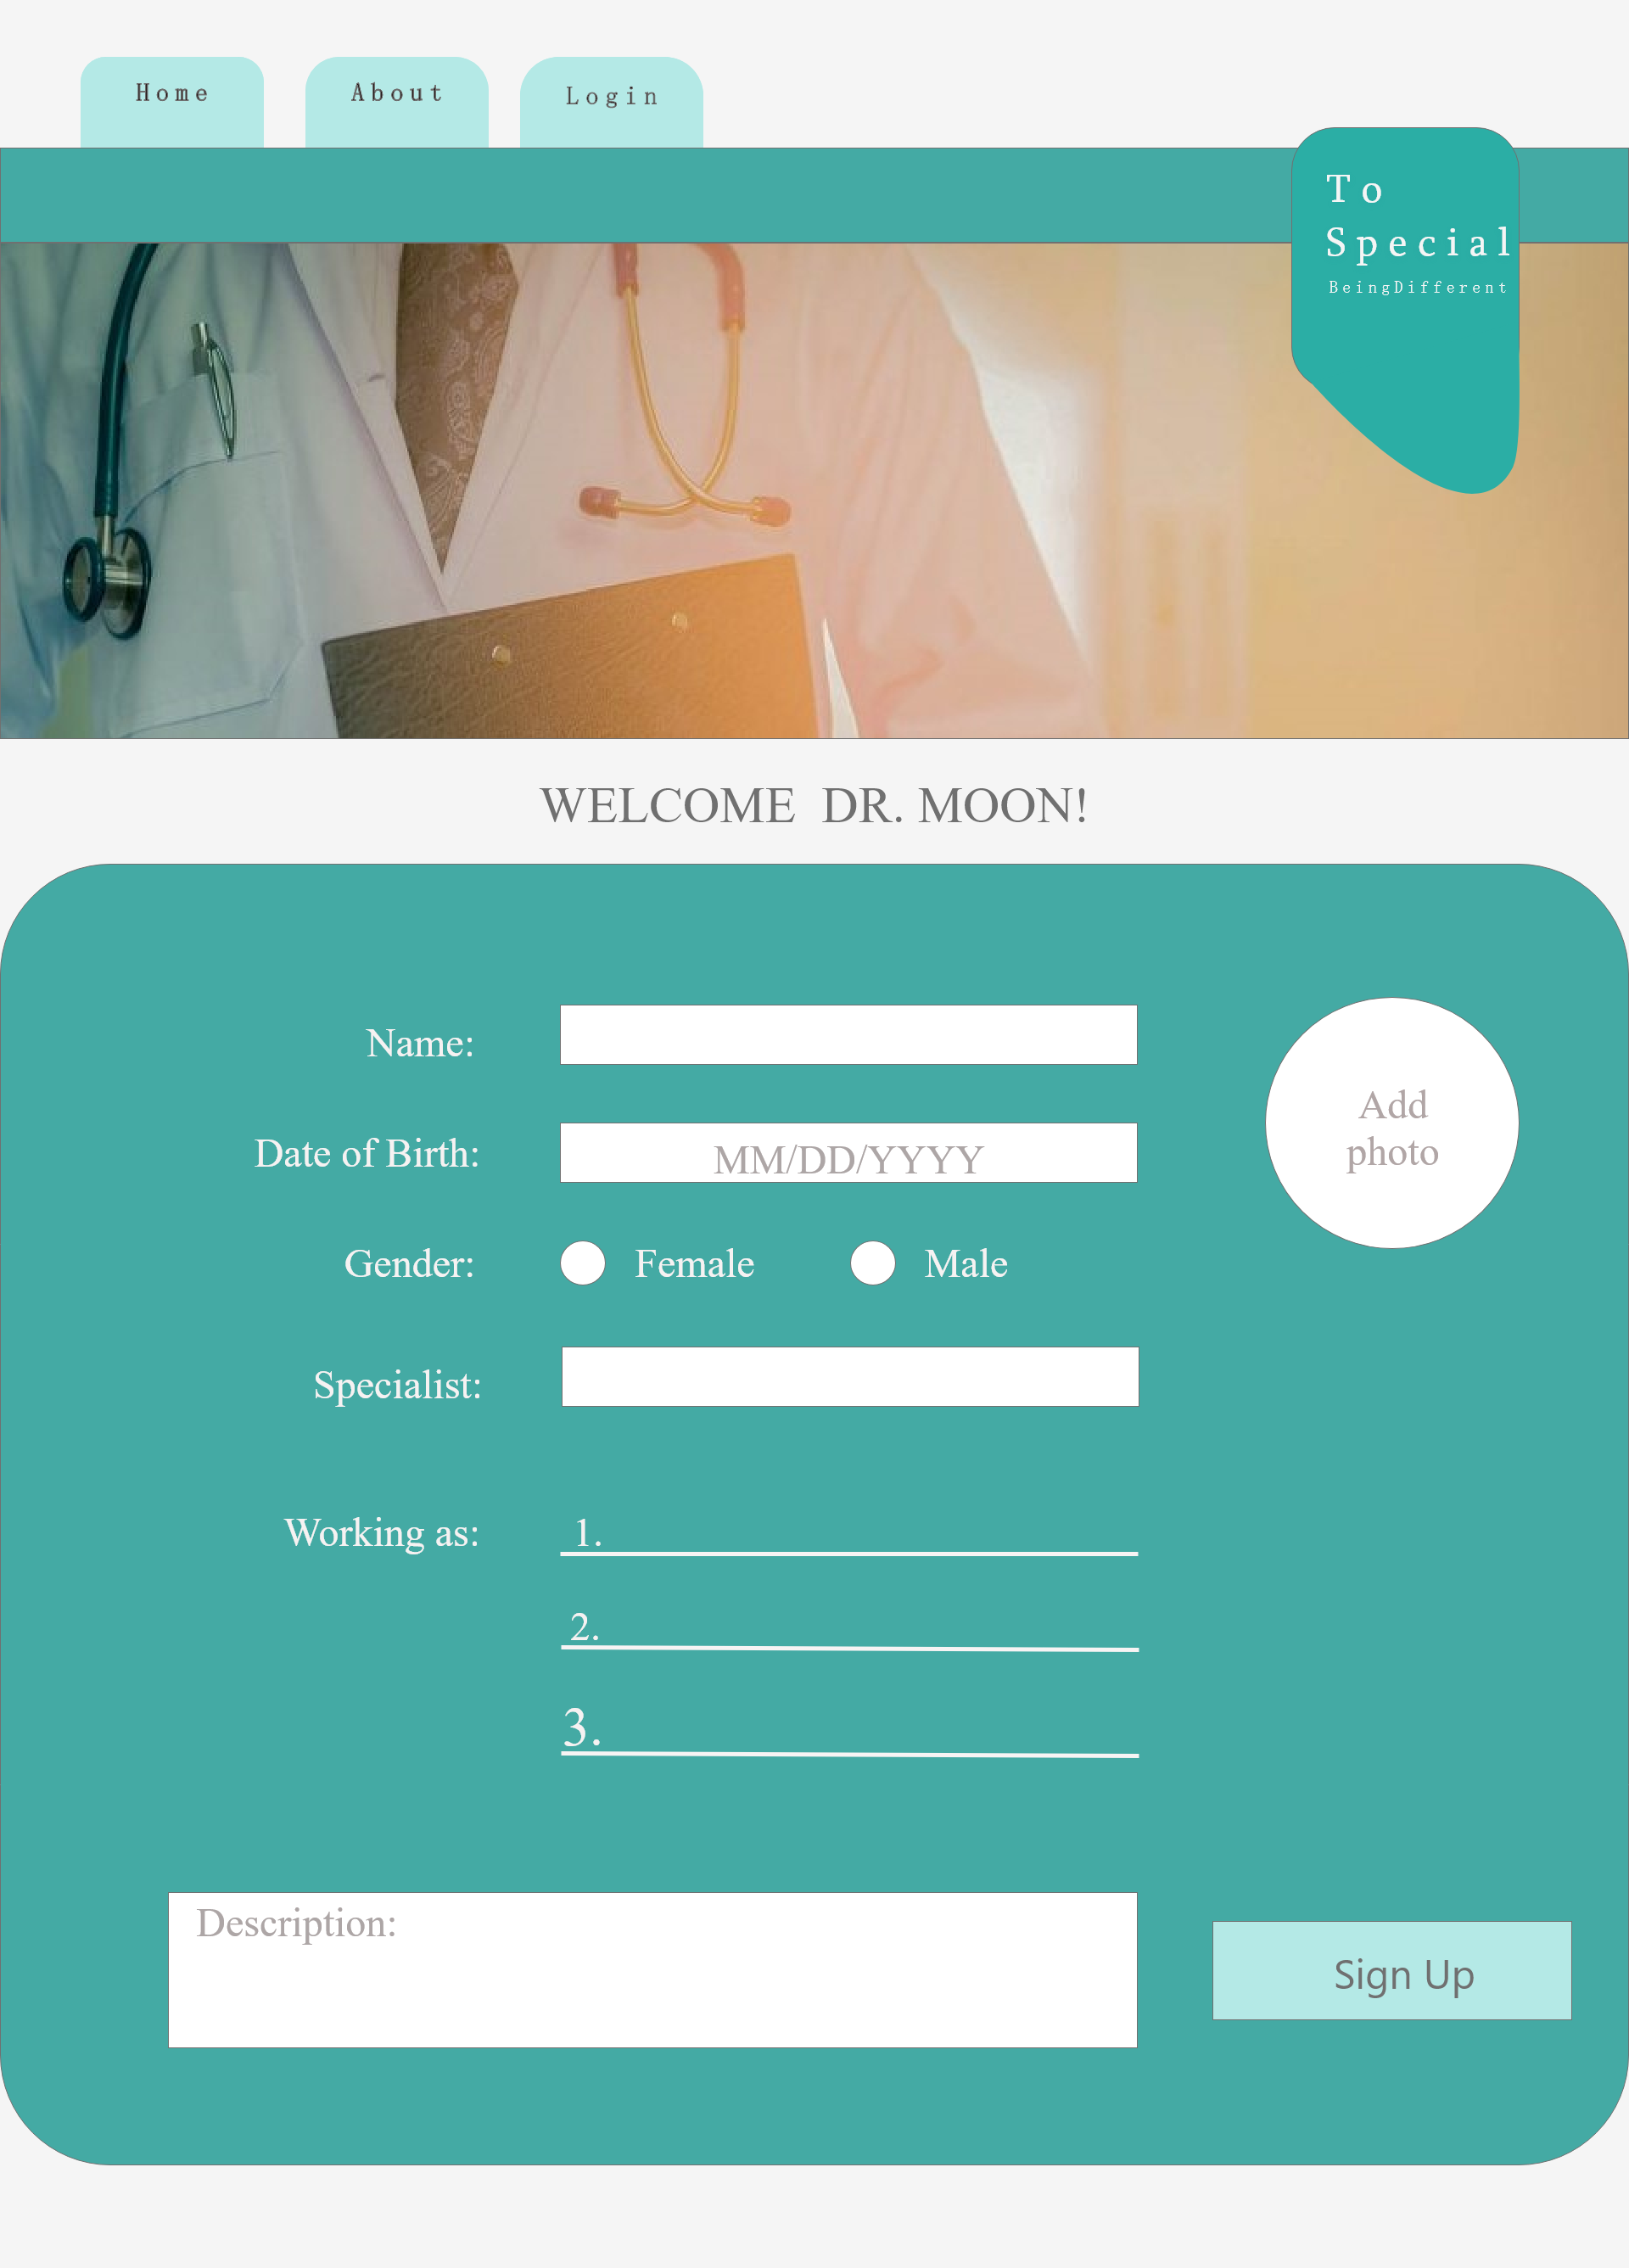 Home
About
Login
To
Special
BeingDifferent
WELCOME DR. MOON!
Name:
Add
photo
Date of Birth:
MM/DD/YYYY
Gender:
Female
Male
Specialist:
Working as:
1.
2.
3.
Description:
Sign Up